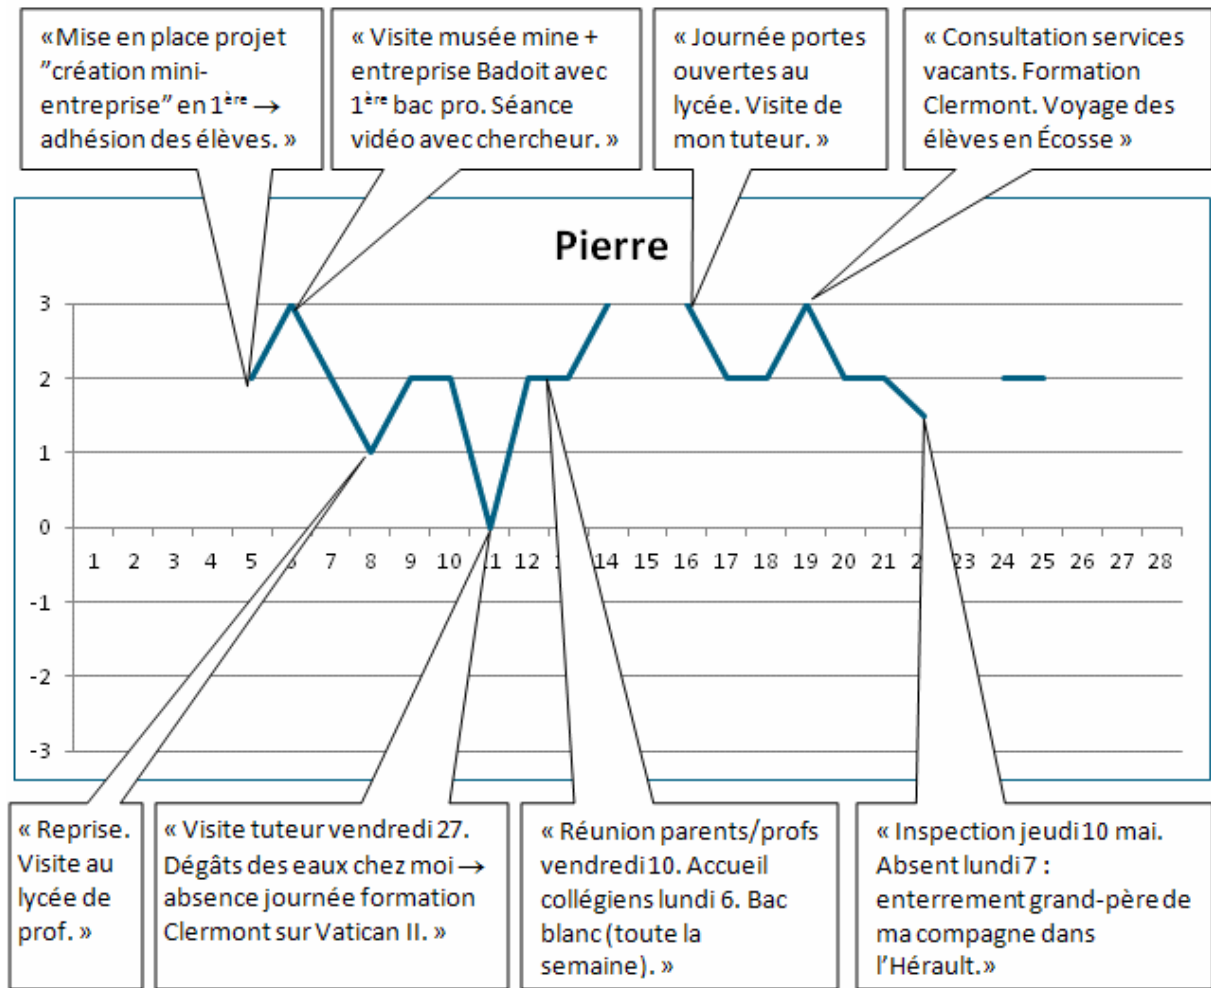 «Mise en place projet
"création mini-
entreprise" en 1ère →
adhésion des élèves. »
« Visite musée mine +
entreprise Badoit avec
1ère bac pro. Séance
vidéo avec chercheur. »
« Journée portes
ouvertes au
lycée. Visite de
mon tuteur. »
« Consultation services
vacants. Formation
Clermont. Voyage des
élèves en Écosse »
Pierre
3
2
1
0
1 2 3 4 5 6 7 8 9 10 11 12 14 15 16 17 18 19 20 21 23 24 25 26 27 28
-1
-2
-3
« Reprise.
Visite au
lycée de
prof. »
« Visite tuteur vendredi 27.
Dégâts des eaux chez moi →
absence journée formation
Clermont sur Vatican II. »
« Réunion parents/profs
vendredi 10. Accueil
collégiens lundi 6. Bac
blanc (toute la
semaine). »
« Inspection jeudi 10 mai.
Absent lundi 7 :
enterrement grand-père de
ma compagne dans
l'Hérault.»